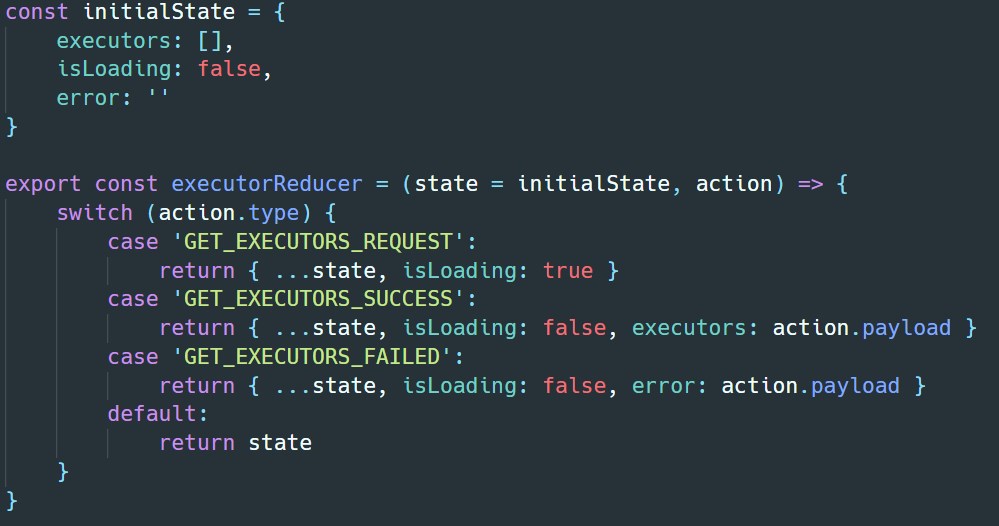 const initialState = {
    executors: [],
    isLoading: false,
    error: ''
}

export const executorReducer = (state = initialState, action) => {
    switch (action.type) {
        case 'GET_EXECUTORS_REQUEST':
            return { ...state, isLoading: true }
        case 'GET_EXECUTORS_SUCCESS':
            return { ...state, isLoading: false, executors: action.payload }
        case 'GET_EXECUTORS_FAILED':
            return { ...state, isLoading: false, error: action.payload }
        default:
            return state
    }
}